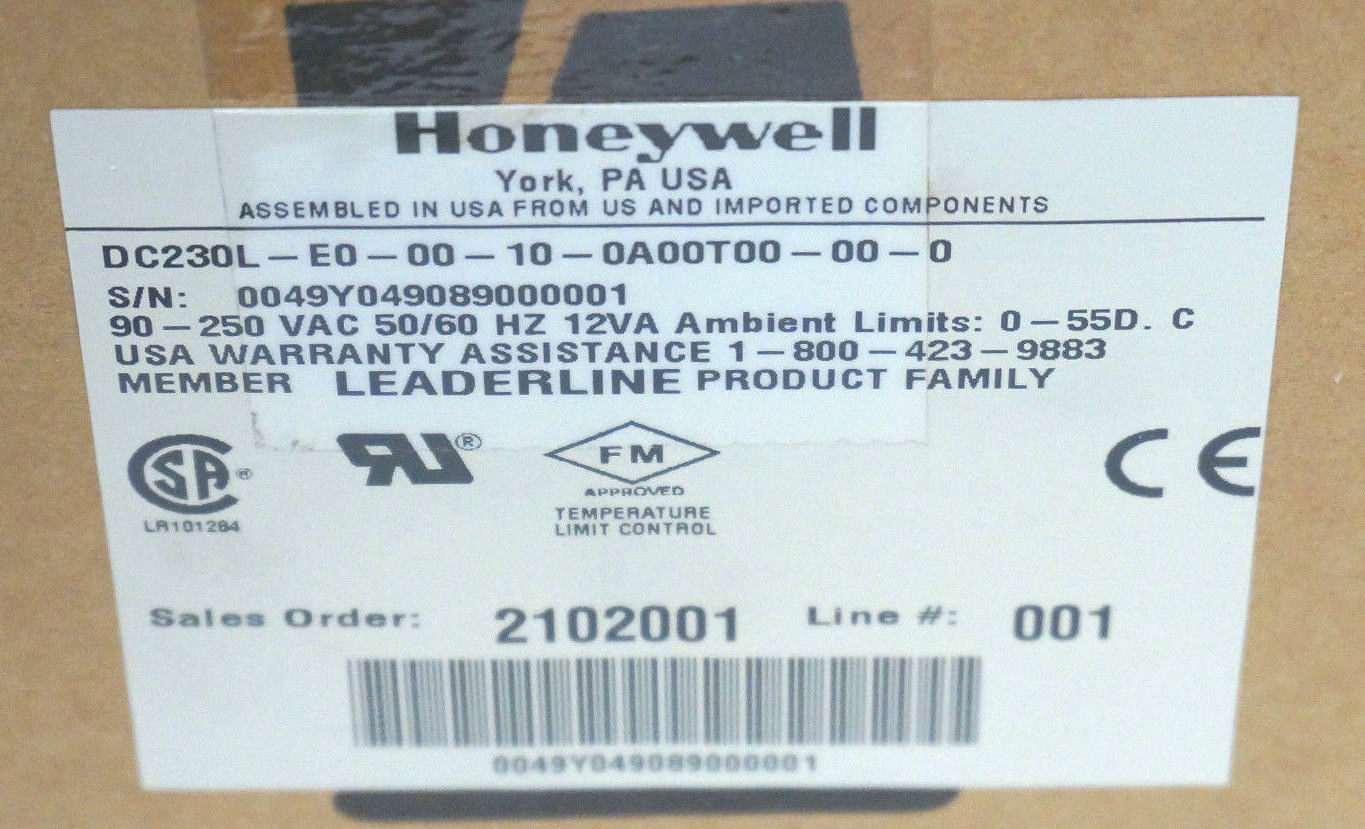 Honeywell
York, PA USA
ASSEMBLED IN USA FROM US AND IMPORTED COMPONENTS
DC230L-E0-00-10-0A00T00-00-0
S/N: 0049Y049089000001
90-250 VAC 50/60 HZ 12VA Ambient Limits: 0-55D. C
USA WARRANTY ASSISTANCE 1-800-423-9883
MEMBER LEADERLINE PRODUCT FAMILY
CSA ®
LR101284
RU ®
FM
APPROVED
TEMPERATURE
LIMIT CONTROL
CE
Sales Order: 2102001 Line #: 001
0049Y049089000001